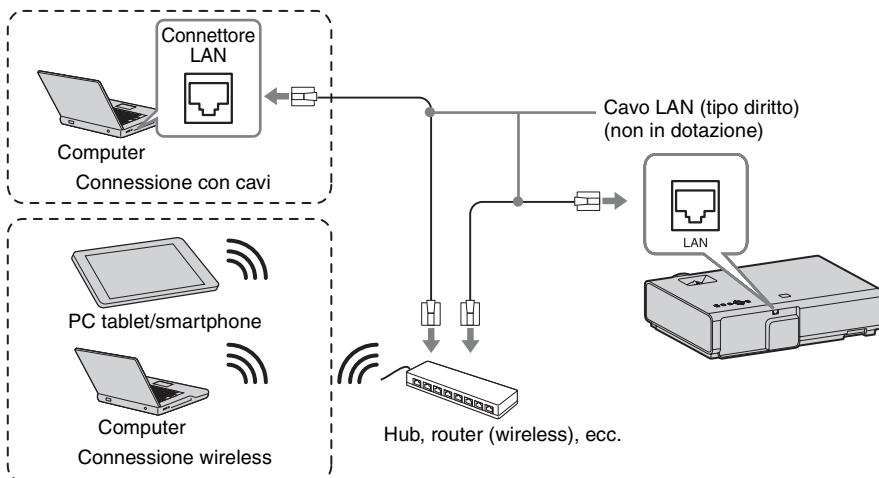 Connettore
LAN
Computer
Connessione con cavi
Cavo LAN (tipo diritto)
(non in dotazione)
LAN
PC tablet/smartphone
Computer
Connessione wireless
Hub, router (wireless), ecc.